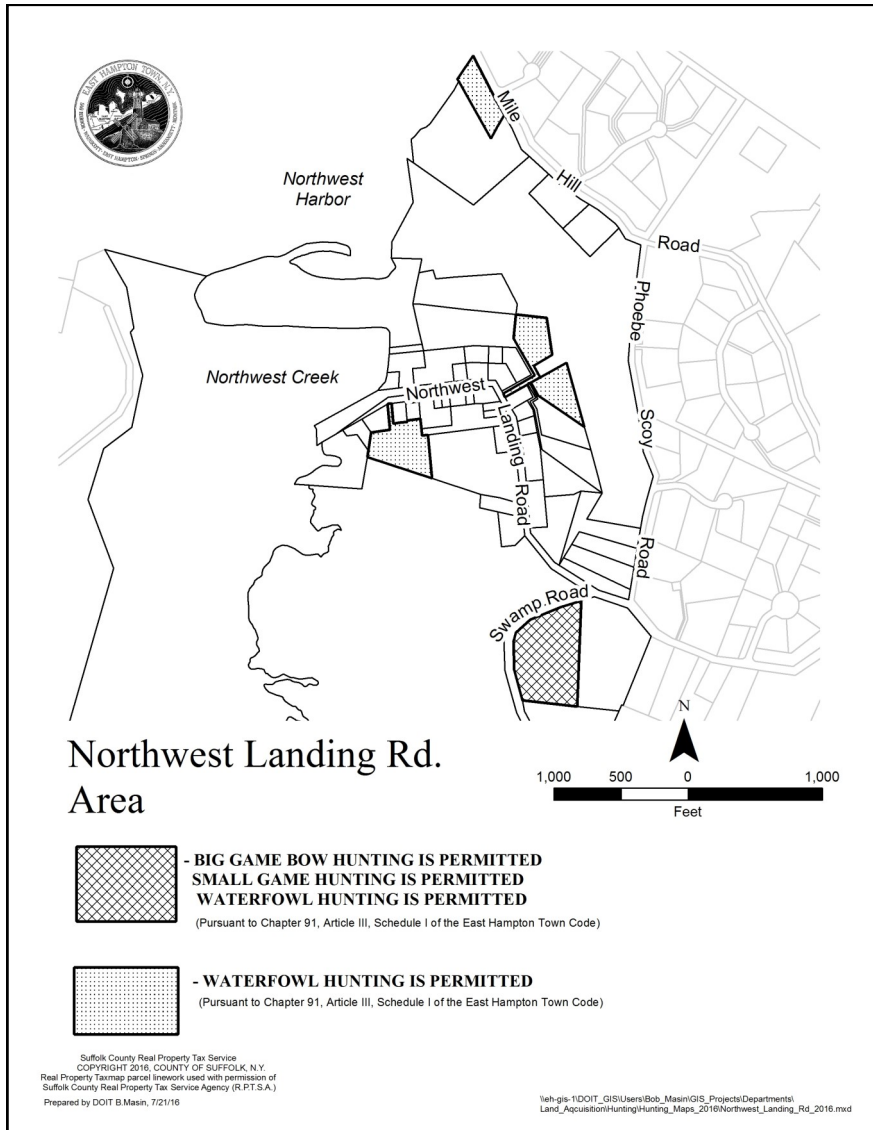 EAST HAMPTON TOWN, N.Y.
Mile
Northwest
Harbor
Hill
Road
Phoebe
Northwest Creek
Northwest
Landing
Scoy
Road
Road
Swamp Road
N
Northwest Landing Rd.
Area
1,000 500 0 1,000
Feet
- BIG GAME BOW HUNTING IS PERMITTED
SMALL GAME HUNTING IS PERMITTED
WATERFOWL HUNTING IS PERMITTED
(Pursuant to Chapter 91, Article III, Schedule I of the East Hampton Town Code)
- WATERFOWL HUNTING IS PERMITTED
(Pursuant to Chapter 91, Article III, Schedule I of the East Hampton Town Code)
Suffolk County Real Property Tax Service
COPYRIGHT 2016, COUNTY OF SUFFOLK, N.Y.
Real Property Taxmap parcel linework used with permission of
Suffolk County Real Property Tax Service Agency (R.P.T.S.A.)
Prepared by DOIT B.Masin, 7/21/16
\\eh-gis-1\DOIT_GIS\Users\Bob_Masin\GIS_Projects\Departments\
Land_Aqcuisition\Hunting\Hunting_Maps_2016\Northwest_Landing_Rd_2016.mxd